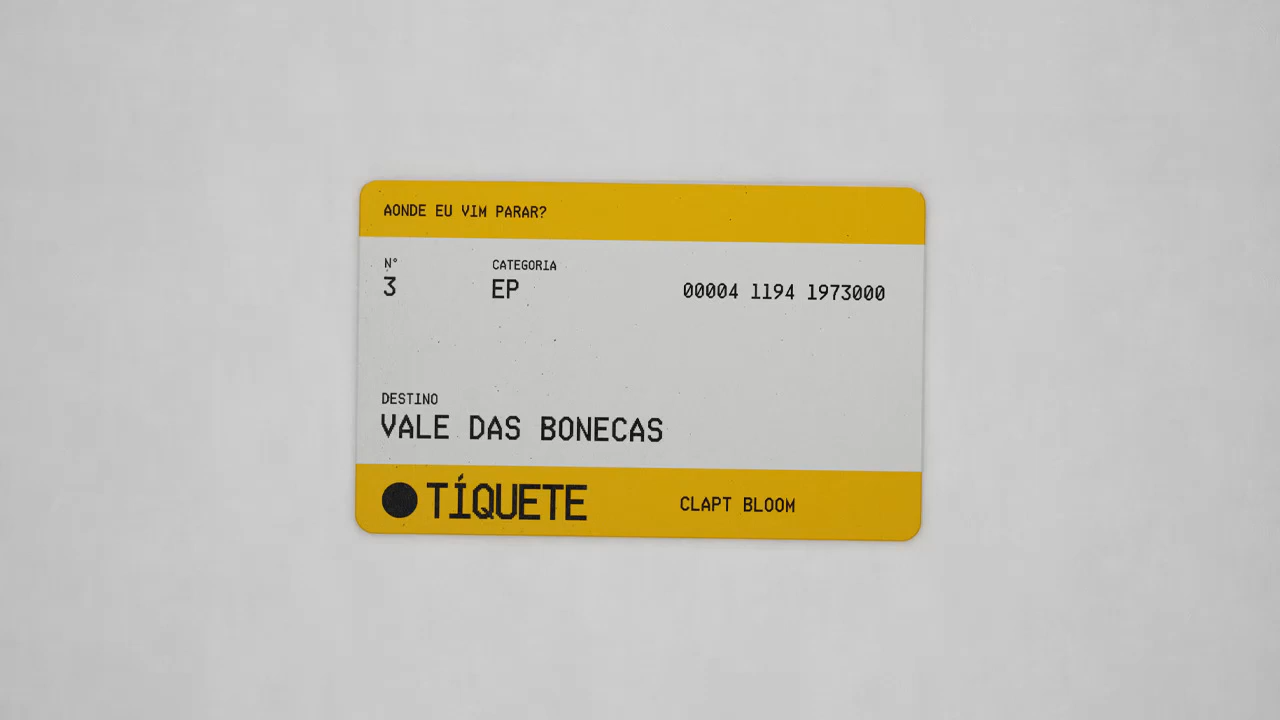 AONDE EU VIM PARAR?
N° CATEGORIA
3 EP 00004 1194 1973000
DESTINO
VALE DAS BONECAS
TÍQUETE CLAPT BLOOM